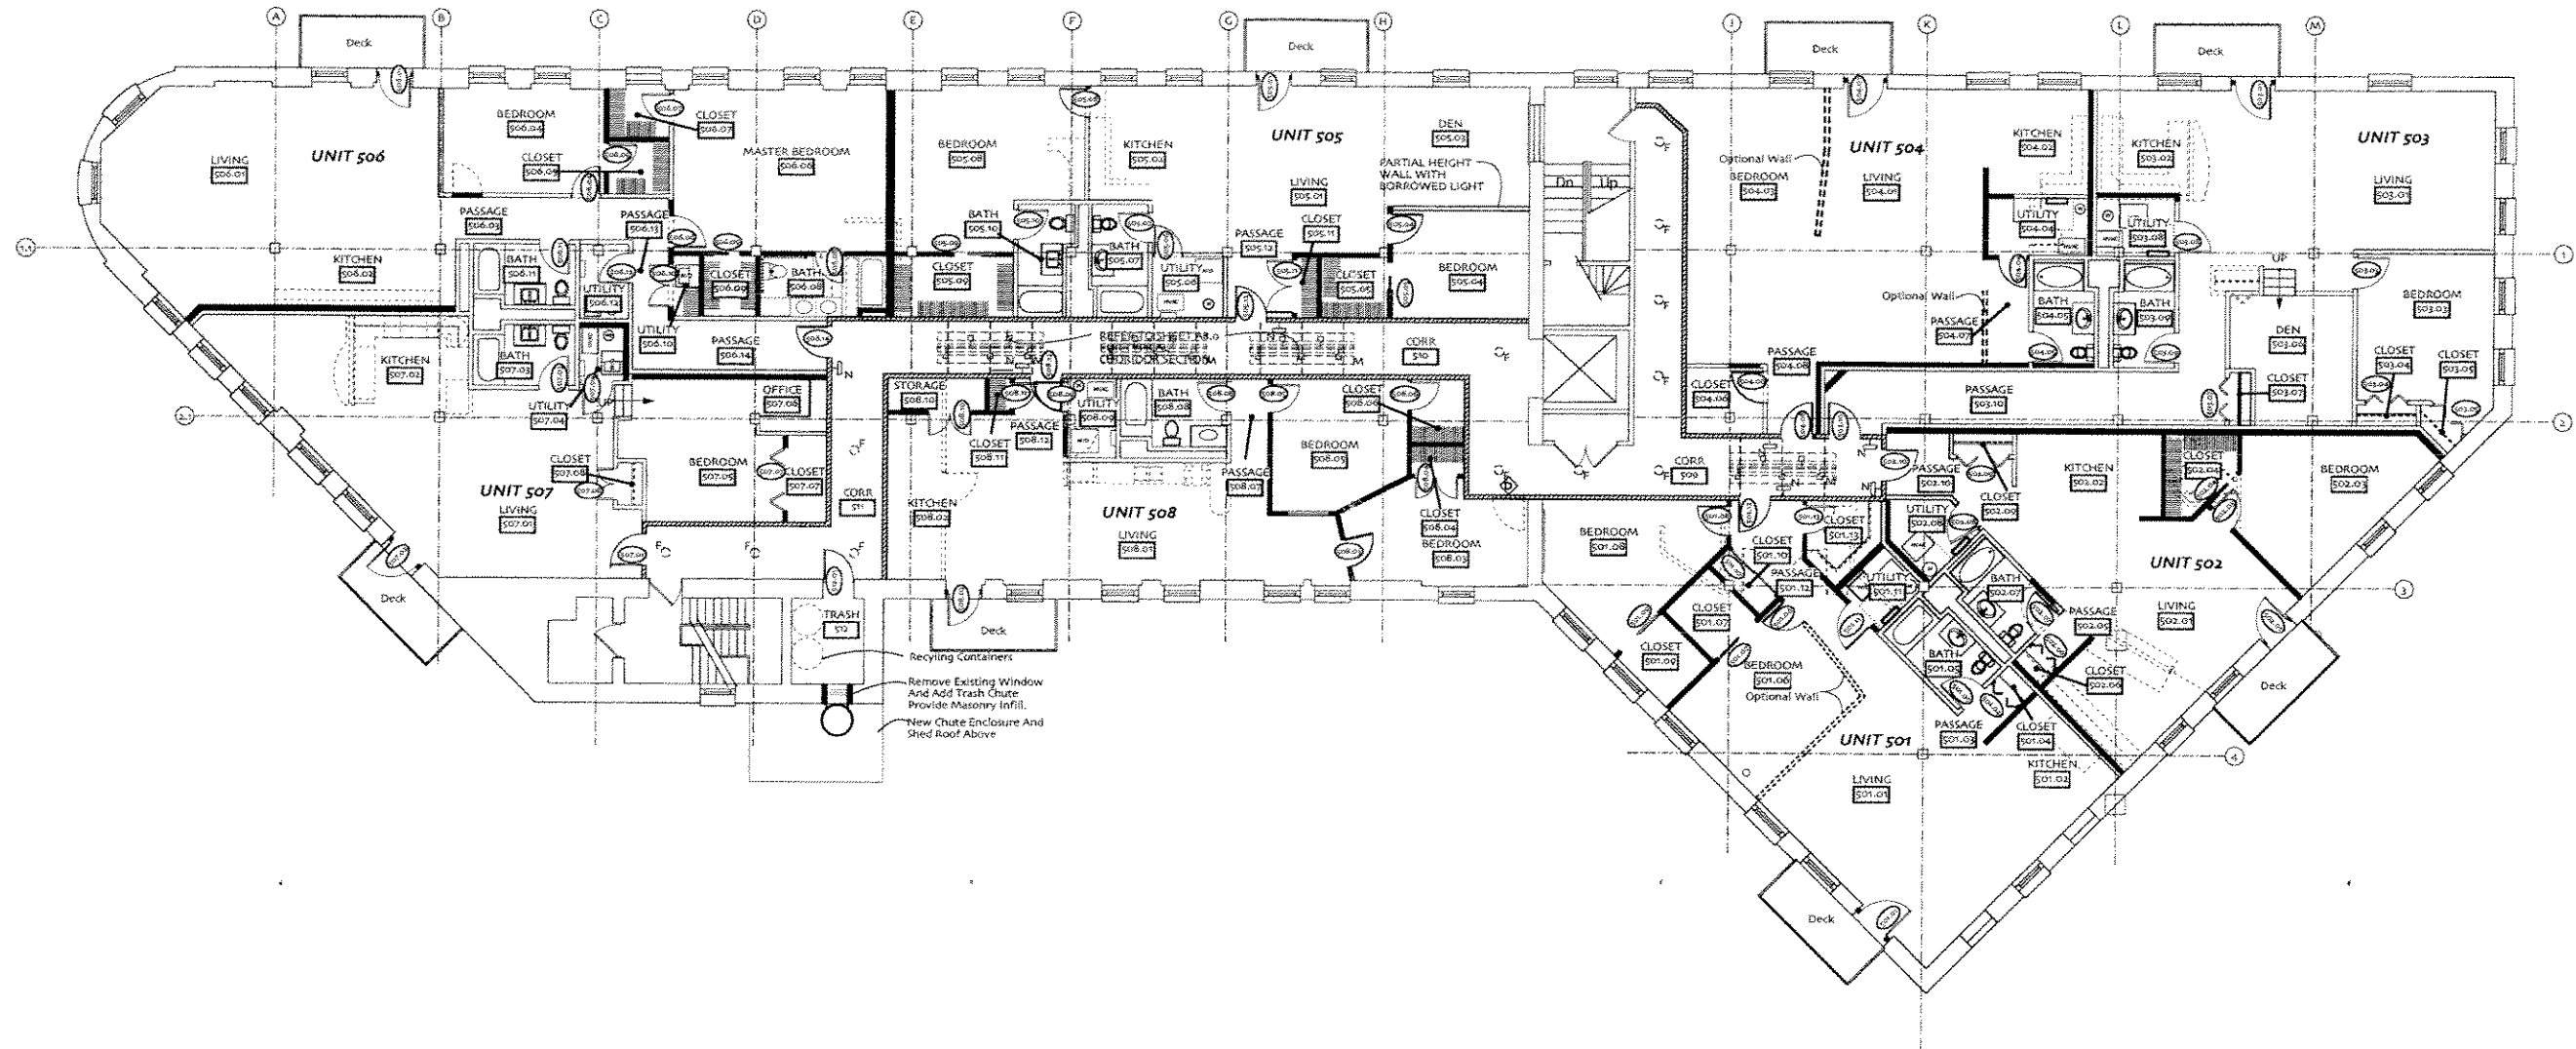 A
B
C
D
E
F
G
H
J
K
L
M
Deck
Deck
Deck
Deck
UNIT 506
LIVING
506.01
BEDROOM
506.04
CLOSET
506.07
CLOSET
MASTER BEDROOM
506.06
PASSAGE
506.03
PASSAGE
506.13
KITCHEN
506.02
BATH
506.11
UTILITY
506.12
CLOSET
506.09
BATH
506.08
UTILITY
506.10
PASSAGE
506.14
UNIT 505
BEDROOM
505.08
KITCHEN
505.02
DEN
505.03
PARTIAL HEIGHT
WALL WITH
BORROWED LIGHT
LIVING
505.01
BATH
505.10
BATH
505.07
CLOSET
505.09
UTILITY
505.06
PASSAGE
505.12
CLOSET
505.11
CLOSET
505.05
BEDROOM
505.04
Dn
Up
UNIT 504
Optional Wall
BEDROOM
504.03
LIVING
504.01
KITCHEN
504.02
UTILITY
504.04
Optional Wall
PASSAGE
504.07
BATH
504.05
PASSAGE
504.08
CLOSET
504.06
UNIT 503
KITCHEN
503.02
LIVING
503.01
UTILITY
503.08
BATH
503.09
UP
DEN
503.06
BEDROOM
503.03
CLOSET
503.04
CLOSET
503.05
CLOSET
503.07
PASSAGE
503.10
1.1
1
2.1
2
3
4
CORR
510
CORR
509
CORR
511
UNIT 507
KITCHEN
507.02
BATH
507.03
UTILITY
507.04
OFFICE
507.06
BEDROOM
507.05
CLOSET
507.07
CLOSET
507.08
LIVING
507.01
Deck
UNIT 508
STORAGE
508.10
CLOSET
508.11
PASSAGE
508.12
UTILITY
508.09
BATH
508.08
KITCHEN
508.02
LIVING
508.01
PASSAGE
508.07
BEDROOM
508.05
CLOSET
508.06
CLOSET
508.04
BEDROOM
508.03
Deck
TRASH
512
Recyling Containers
Remove Existing Window
And Add Trash Chute
Provide Masonry Infill.
New Chute Enclosure And
Shed Roof Above
UNIT 502
PASSAGE
502.10
CLOSET
502.09
KITCHEN
502.02
CLOSET
502.04
BEDROOM
502.03
UTILITY
502.08
BATH
502.07
LIVING
502.01
PASSAGE
502.05
CLOSET
502.06
Deck
UNIT 501
BEDROOM
501.08
CLOSET
501.10
CLOSET
501.13
PASSAGE
501.12
UTILITY
501.11
CLOSET
501.07
CLOSET
501.09
BEDROOM
501.06
Optional Wall
BATH
501.05
PASSAGE
501.03
CLOSET
501.04
KITCHEN
501.02
LIVING
501.01
Deck